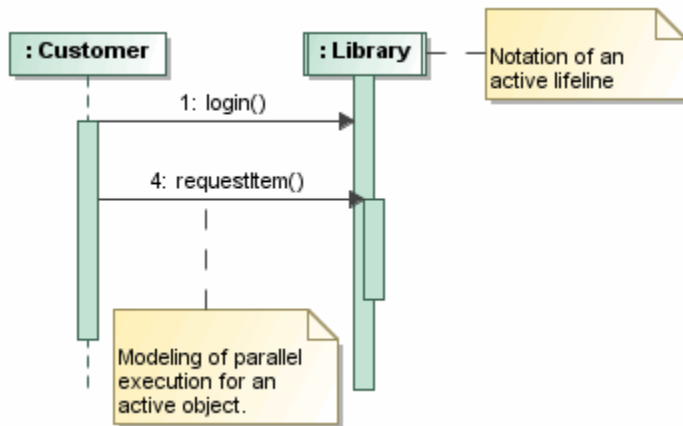 : Customer
: Library
Notation of an
active lifeline
1: login()
4: requestItem()
Modeling of parallel
execution for an
active object.